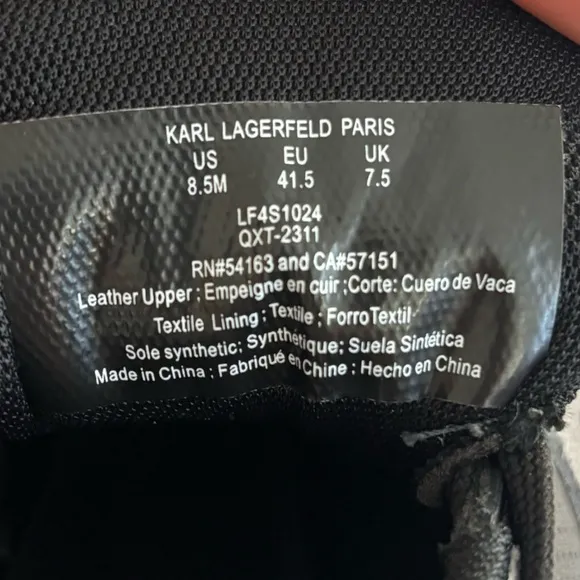 KARL LAGERFELD PARIS
US EU UK
8.5M 41.5 7.5
LF4S1024
QXT-2311
RN#54163 and CA#57151
Leather Upper ; Empeigne en cuir ;Corte: Cuero de Vaca
Textile Lining ; Textile ; ForroTextil
Sole synthetic; Synthetique; Suela Sintética
Made in China ; Fabriqué en Chine ; Hecho en China